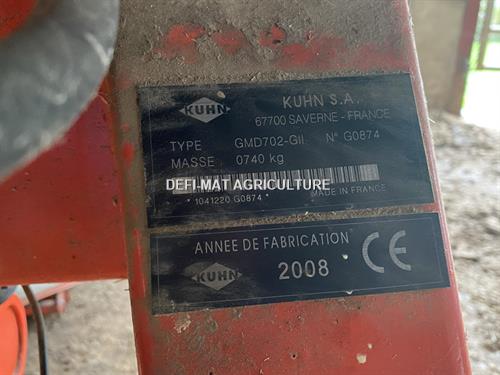 KUHN
KUHN S.A.
67700 SAVERNE - FRANCE
TYPE GMD702-GII N° G0874
MASSE : 0740 kg
DEFI-MAT AGRICULTURE
1041220 G0874 * MADE IN FRANCE
ANNEE DE FABRICATION
KUHN 2008 CE